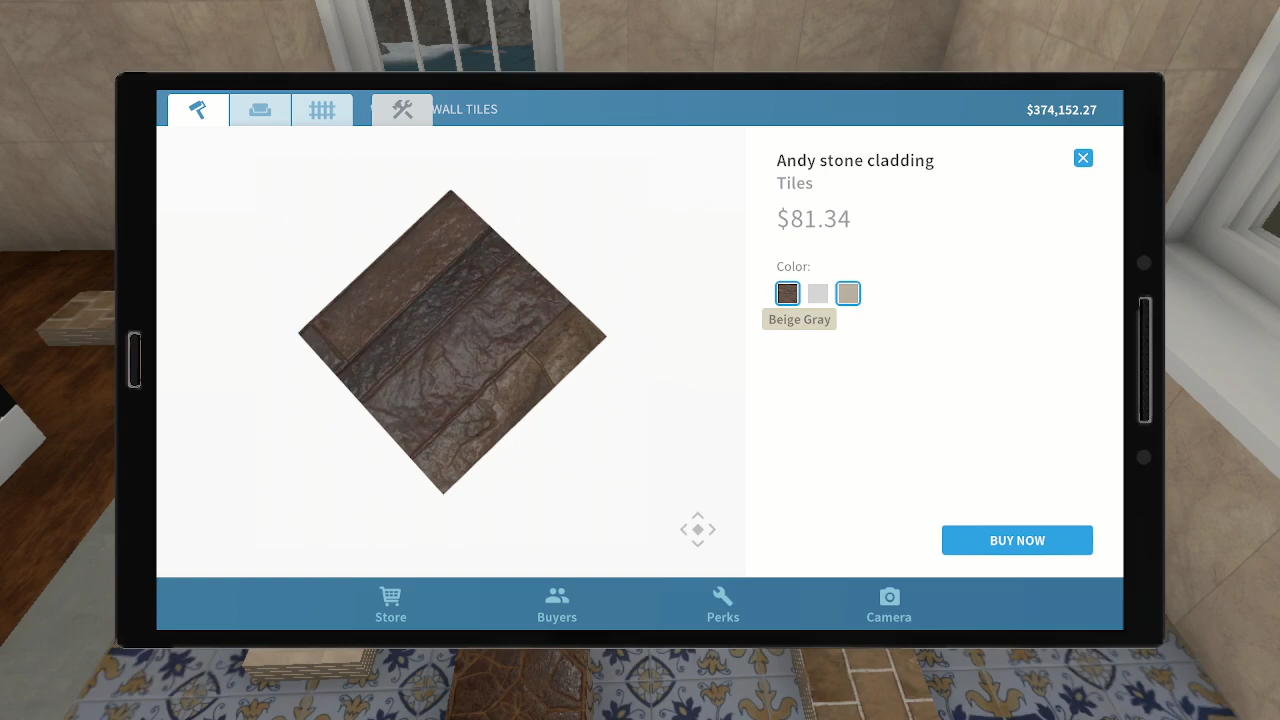 WALL TILES
$374,152.27
Andy stone cladding
Tiles
$81.34
Color:
Beige Gray
BUY NOW
Store
Buyers
Perks
Camera